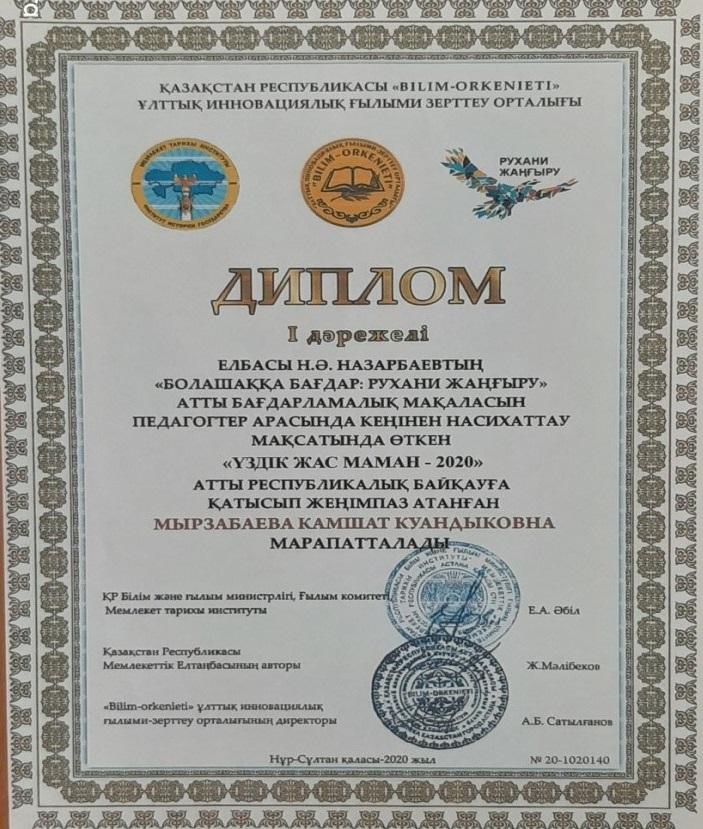 ҚАЗАҚСТАН РЕСПУБЛИКАСЫ «BILIM-ORKENIETI»
ҰЛТТЫҚ ИННОВАЦИЯЛЫҚ ҒЫЛЫМИ ЗЕРТТЕУ ОРТАЛЫҒЫ
"BILIM-ORKENIETI"
РУХАНИ
ЖАҢҒЫРУ
ДИПЛОМ
I дәрежелі
ЕЛБАСЫ Н.Ә. НАЗАРБАЕВТЫҢ
«БОЛАШАҚҚА БАҒДАР: РУХАНИ ЖАҢҒЫРУ»
АТТЫ БАҒДАРЛАМАЛЫҚ МАҚАЛАСЫН
ПЕДАГОГТЕР АРАСЫНДА КЕҢІНЕН НАСИХАТТАУ
МАҚСАТЫНДА ӨТКЕН
«ҮЗДІК ЖАС МАМАН - 2020»
АТТЫ РЕСПУБЛИКАЛЫҚ БАЙҚАУҒА
ҚАТЫСЫП ЖЕҢІМПАЗ АТАНҒАН
МЫРЗАБАЕВА КАМШАТ КУАНДЫКОВНА
МАРАПАТТАЛАДЫ
ҚР Білім және ғылым министрлігі, Ғылым комитеті
Мемлекет тарихы институты
Е.А. Әбіл
Қазақстан Республикасы
Мемлекеттік Елтаңбасының авторы
Ж.Мәлібеков
«Bilim-orkenieti» ұлттық инновациялық
ғылыми-зерттеу орталығының директоры
А.Б. Сатылғанов
BILIM-ORKENIETI
Нұр-Сұлтан қаласы-2020 жыл
№ 20-1020140